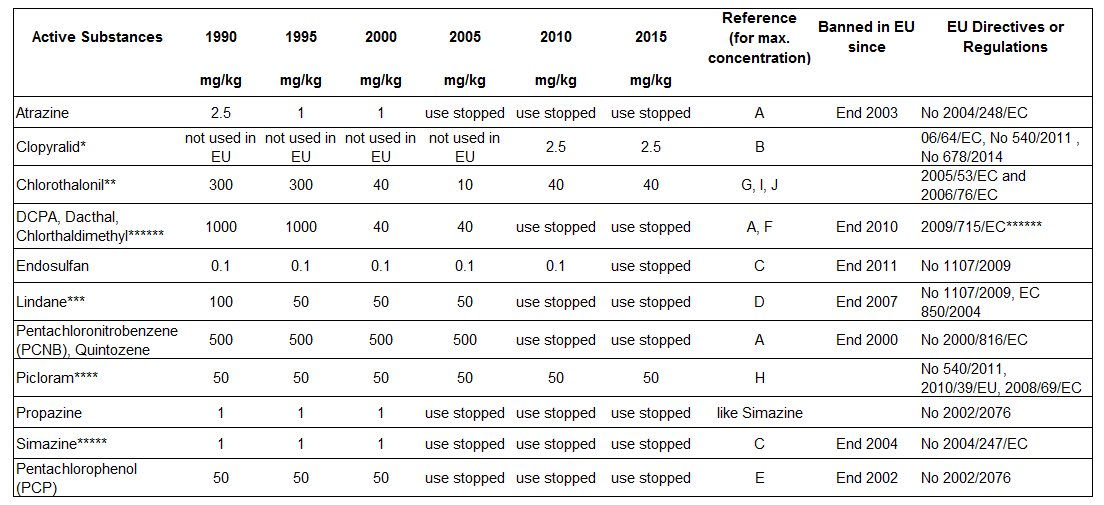 Active Substances 1990 1995 2000 2005 2010 2015 Reference (for max. concentration) Banned in EU since EU Directives or Regulations
mg/kg mg/kg mg/kg mg/kg mg/kg mg/kg
Atrazine 2.5 1 1 use stopped use stopped use stopped A End 2003 No 2004/248/EC
Clopyralid* not used in EU not used in EU not used in EU not used in EU 2.5 2.5 B 06/64/EC, No 540/2011 , No 678/2014
Chlorothalonil** 300 300 40 10 40 40 G, I, J 2005/53/EC and 2006/76/EC
DCPA, Dacthal, Chlorthaldimethyl****** 1000 1000 40 40 use stopped use stopped A, F End 2010 2009/715/EC******
Endosulfan 0.1 0.1 0.1 0.1 0.1 use stopped C End 2011 No 1107/2009
Lindane*** 100 50 50 50 use stopped use stopped D End 2007 No 1107/2009, EC 850/2004
Pentachloronitrobenzene (PCNB), Quintozene 500 500 500 500 use stopped use stopped A End 2000 No 2000/816/EC
Picloram**** 50 50 50 50 50 50 H No 540/2011, 2010/39/EU, 2008/69/EC
Propazine 1 1 1 use stopped use stopped use stopped like Simazine No 2002/2076
Simazine***** 1 1 1 use stopped use stopped use stopped C End 2004 No 2004/247/EC
Pentachlorophenol (PCP) 50 50 50 use stopped use stopped use stopped E End 2002 No 2002/2076